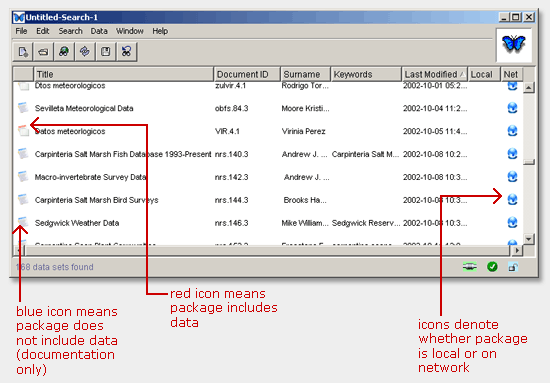 Untitled-Search-1
File Edit Search Data Window Help
Title Document ID Surname Keywords Last Modified Local Net
Dtos meteorologicos zulvir.4.1 Rodrigo Tor... 2002-10-01 05:2...
Sevilleta Meteorological Data obfs.84.3 Moore Kristi... 2002-10-04 11:2...
Datos meteorologicos VIR.4.1 Virinia Perez 2002-10-05 11:4...
Carpinteria Salt Marsh Fish Database 1993-Present nrs.140.3 Andrew J. ... Carpinteria Salt M... 2002-10-08 10:2...
Macro-invertebrate Survey Data nrs.142.3 Andrew J. ... 2002-10-08 10:3...
Carpinteria Salt Marsh Bird Surveys nrs.144.3 Brooks Ha... 2002-10-08 10:3...
Sedgwick Weather Data nrs.146.3 Mike William... Sedgwick Reserv... 2002-10-08 10:3...
168 data sets found
blue icon means
package does
not include data
(documentation
only)
red icon means
package includes
data
icons denote
whether package
is local or on
network